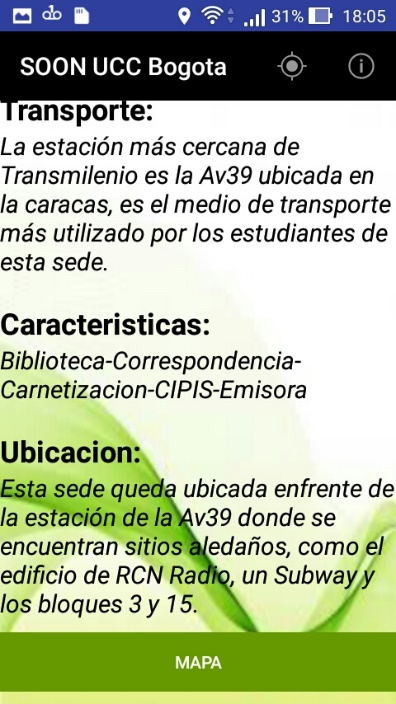 31% 18:05
SOON UCC Bogota
Transporte:
La estación más cercana de
Transmilenio es la Av39 ubicada en
la caracas, es el medio de transporte
más utilizado por los estudiantes de
esta sede.
Caracteristicas:
Biblioteca-Correspondencia-
Carnetizacion-CIPIS-Emisora
Ubicacion:
Esta sede queda ubicada enfrente de
la estación de la Av39 donde se
encuentran sitios aledaños, como el
edificio de RCN Radio, un Subway y
los bloques 3 y 15.
MAPA